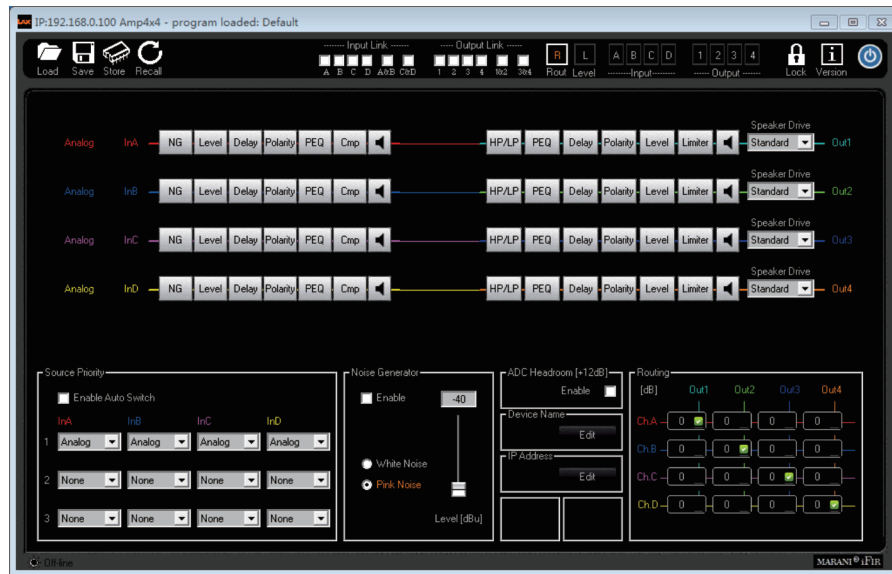 LAX IP:192.168.0.100 Amp4x4 - program loaded: Default
Load Save Store Recall
Input Link
A B C D A&B C&D
Output Link
1 2 3 4 1&2 3&4
R L
Rout Level
A B C D
Input
1 2 3 4
Output
Lock
i
Version
Speaker Drive
Analog InA NG Level Delay Polarity PEQ Cmp HP/LP PEQ Delay Polarity Level Limiter Standard Out1
Speaker Drive
Analog InB NG Level Delay Polarity PEQ Cmp HP/LP PEQ Delay Polarity Level Limiter Standard Out2
Speaker Drive
Analog InC NG Level Delay Polarity PEQ Cmp HP/LP PEQ Delay Polarity Level Limiter Standard Out3
Speaker Drive
Analog InD NG Level Delay Polarity PEQ Cmp HP/LP PEQ Delay Polarity Level Limiter Standard Out4
Source Priority
Enable Auto Switch
InA InB InC InD
1 Analog Analog Analog Analog
2 None None None None
3 None None None None
Noise Generator
Enable -40
White Noise
Pink Noise
Level [dBu]
ADC Headroom [+12dB]
Enable
Device Name
Edit
IP Address
Edit
Routing
[dB] Out1 Out2 Out3 Out4
Ch.A 0 0 0 0
Ch.B 0 0 0 0
Ch.C 0 0 0 0
Ch.D 0 0 0 0
Off-line
MARANI® iFIR